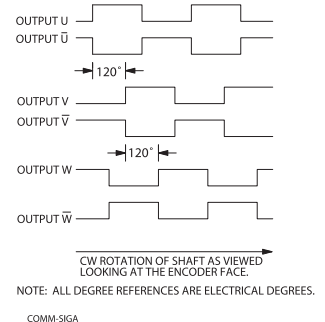 OUTPUT U
OUTPUT U̅
120°
OUTPUT V
OUTPUT V̅
120°
OUTPUT W
OUTPUT W̅
CW ROTATION OF SHAFT AS VIEWED
LOOKING AT THE ENCODER FACE.
NOTE: ALL DEGREE REFERENCES ARE ELECTRICAL DEGREES.
COMM-SIGA